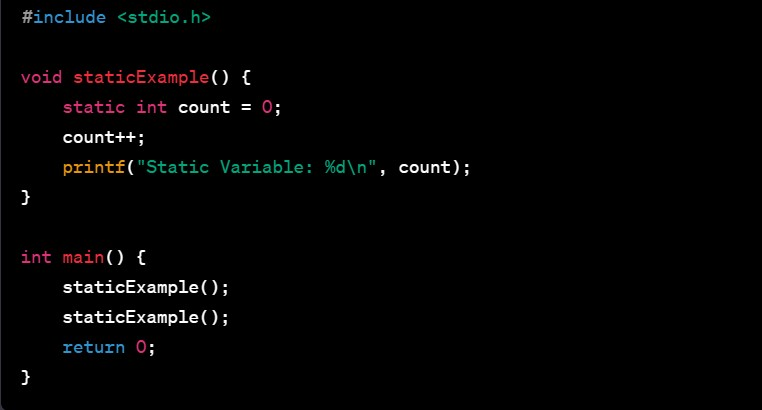 #include <stdio.h>
void staticExample() {
    static int count = 0;
    count++;
    printf("Static Variable: %d\n", count);
}
int main() {
    staticExample();
    staticExample();
    return 0;
}